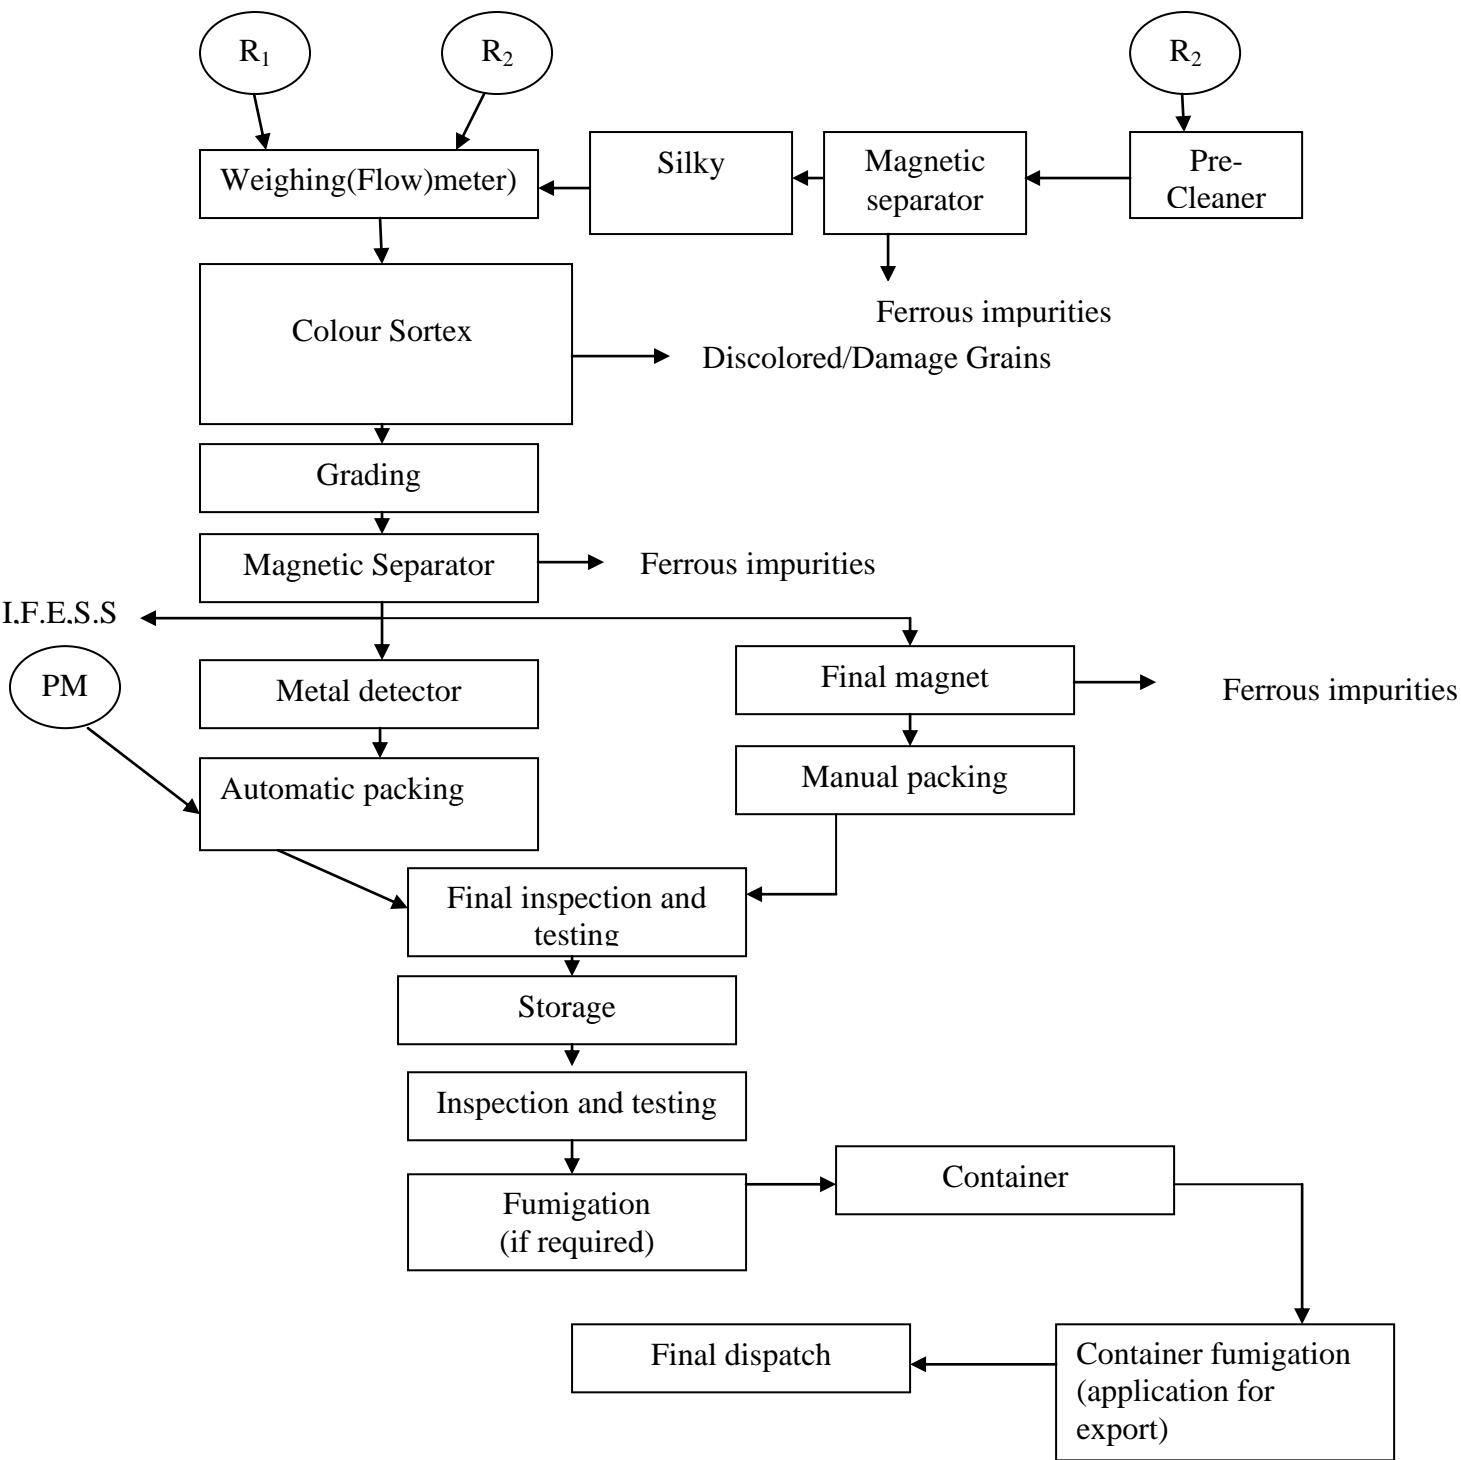 R₁
R₂
R₂
Weighing(Flow)meter)
Silky
Magnetic
separator
Pre-
Cleaner
Ferrous impurities
Colour Sortex
Discolored/Damage Grains
Grading
Magnetic Separator
Ferrous impurities
I,F.E,S.S
PM
Metal detector
Final magnet
Ferrous impurities
Automatic packing
Manual packing
Final inspection and
testing
Storage
Inspection and testing
Fumigation
(if required)
Container
Final dispatch
Container fumigation
(application for
export)